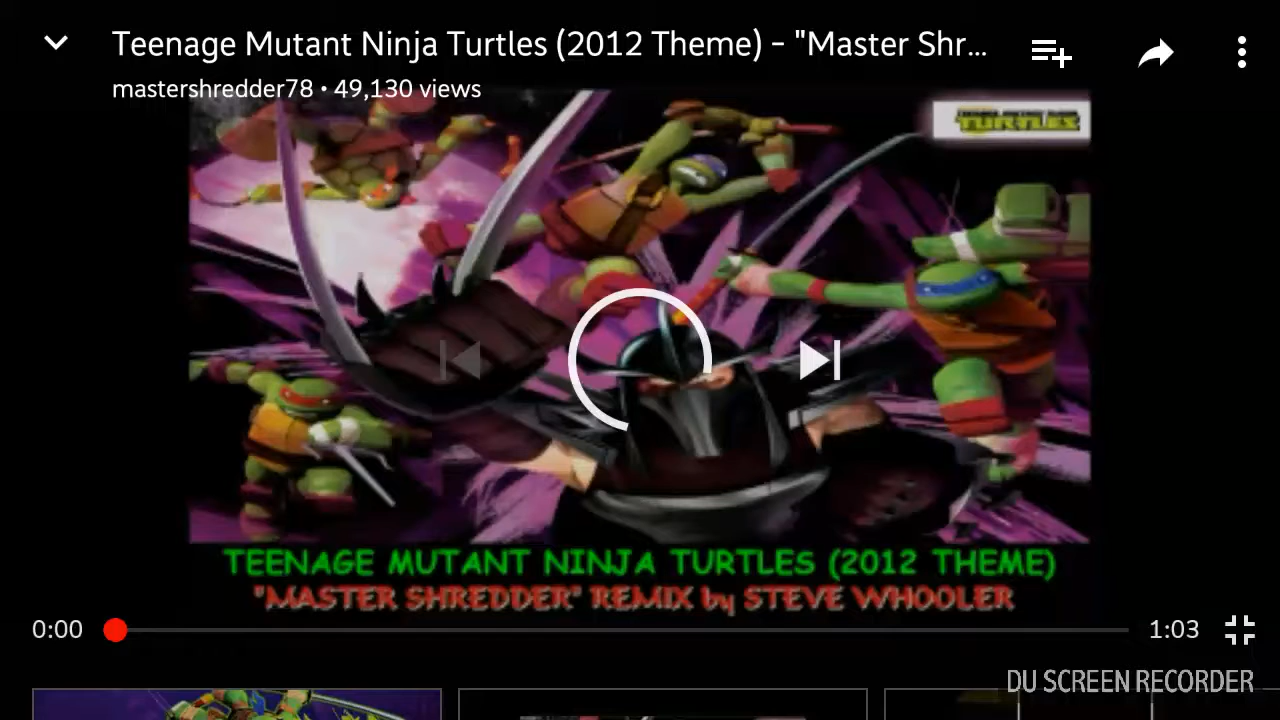 Teenage Mutant Ninja Turtles (2012 Theme) - "Master Shr...
mastershredder78 • 49,130 views
TURTLES
TEENAGE MUTANT NINJA TURTLES (2012 THEME)
"MASTER SHREDDER" REMIX by STEVE WHOOLER
0:00
1:03
DU SCREEN RECORDER